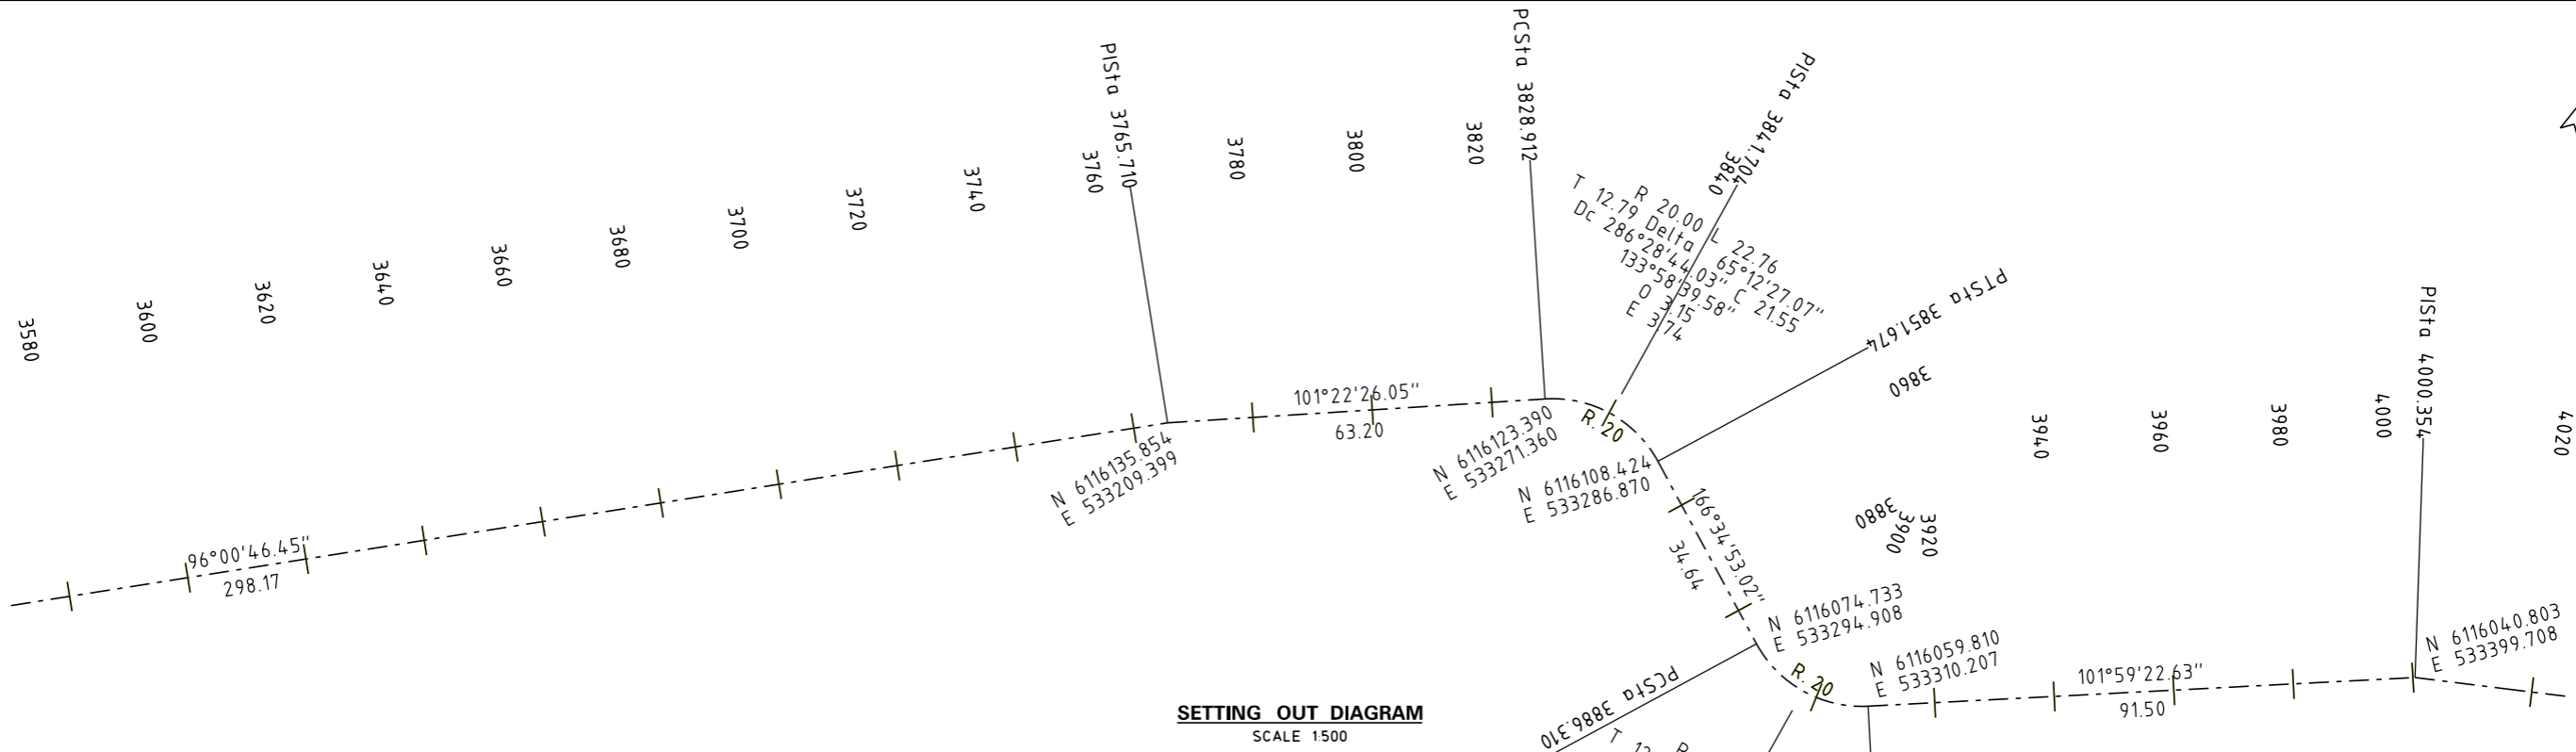 3580
3600
3620
3640
3660
3680
3700
3720
3740
3760
PISta 3765.710
3780
3800
3820
PCSta 3828.912
3840
PISta 3841.704
R 20.00 L 22.76
T 12.79 Delta 65°12'27.07"
Dc 286°28'44.03" C 21.55
133°58'39.58"
O 3.15
E 3.74
PTSta 3851.674
3860
3880
3900
3920
3940
3960
3980
4000
PISta 4000.354
4020
96°00'46.45"
298.17
N 6116135.854
E 533209.399
101°22'26.05"
63.20
N 6116123.390
E 533271.360
R. 20
N 6116108.424
E 533286.870
166°34'53.02"
34.64
N 6116074.733
E 533294.908
R. 20
N 6116059.810
E 533310.207
101°59'22.63"
91.50
N 6116040.803
E 533399.708
PCSta 3886.310
SETTING OUT DIAGRAM
SCALE 1:500